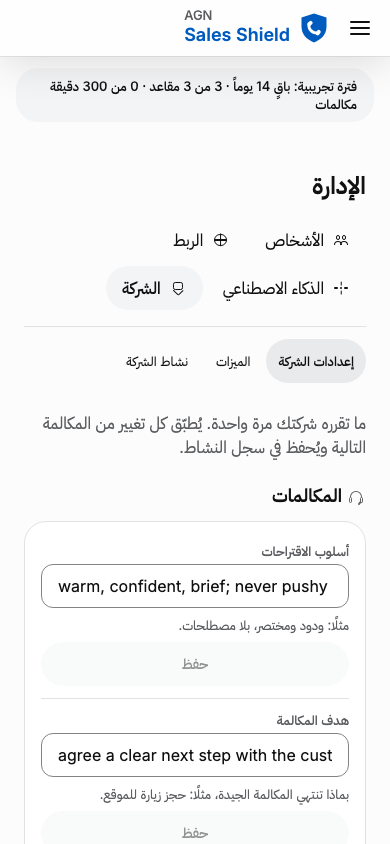 AGN
Sales Shield
فترة تجريبية: باقٍ 14 يوماً · 3 من 3 مقاعد · 0 من 300 دقيقة
مكالمات
الإدارة
الأشخاص
الربط
الذكاء الاصطناعي
الشركة
إعدادات الشركة
الميزات
نشاط الشركة
ما تقرره شركتك مرة واحدة. يُطبّق كل تغيير من المكالمة
التالية ويُحفظ في سجل النشاط.
المكالمات
أسلوب الاقتراحات
warm, confident, brief; never pushy
مثلًا: ودود ومختصر، بلا مصطلحات.
حفظ
هدف المكالمة
agree a clear next step with the cust
بماذا تنتهي المكالمة الجيدة، مثلًا: حجز زيارة للموقع.
حفظ